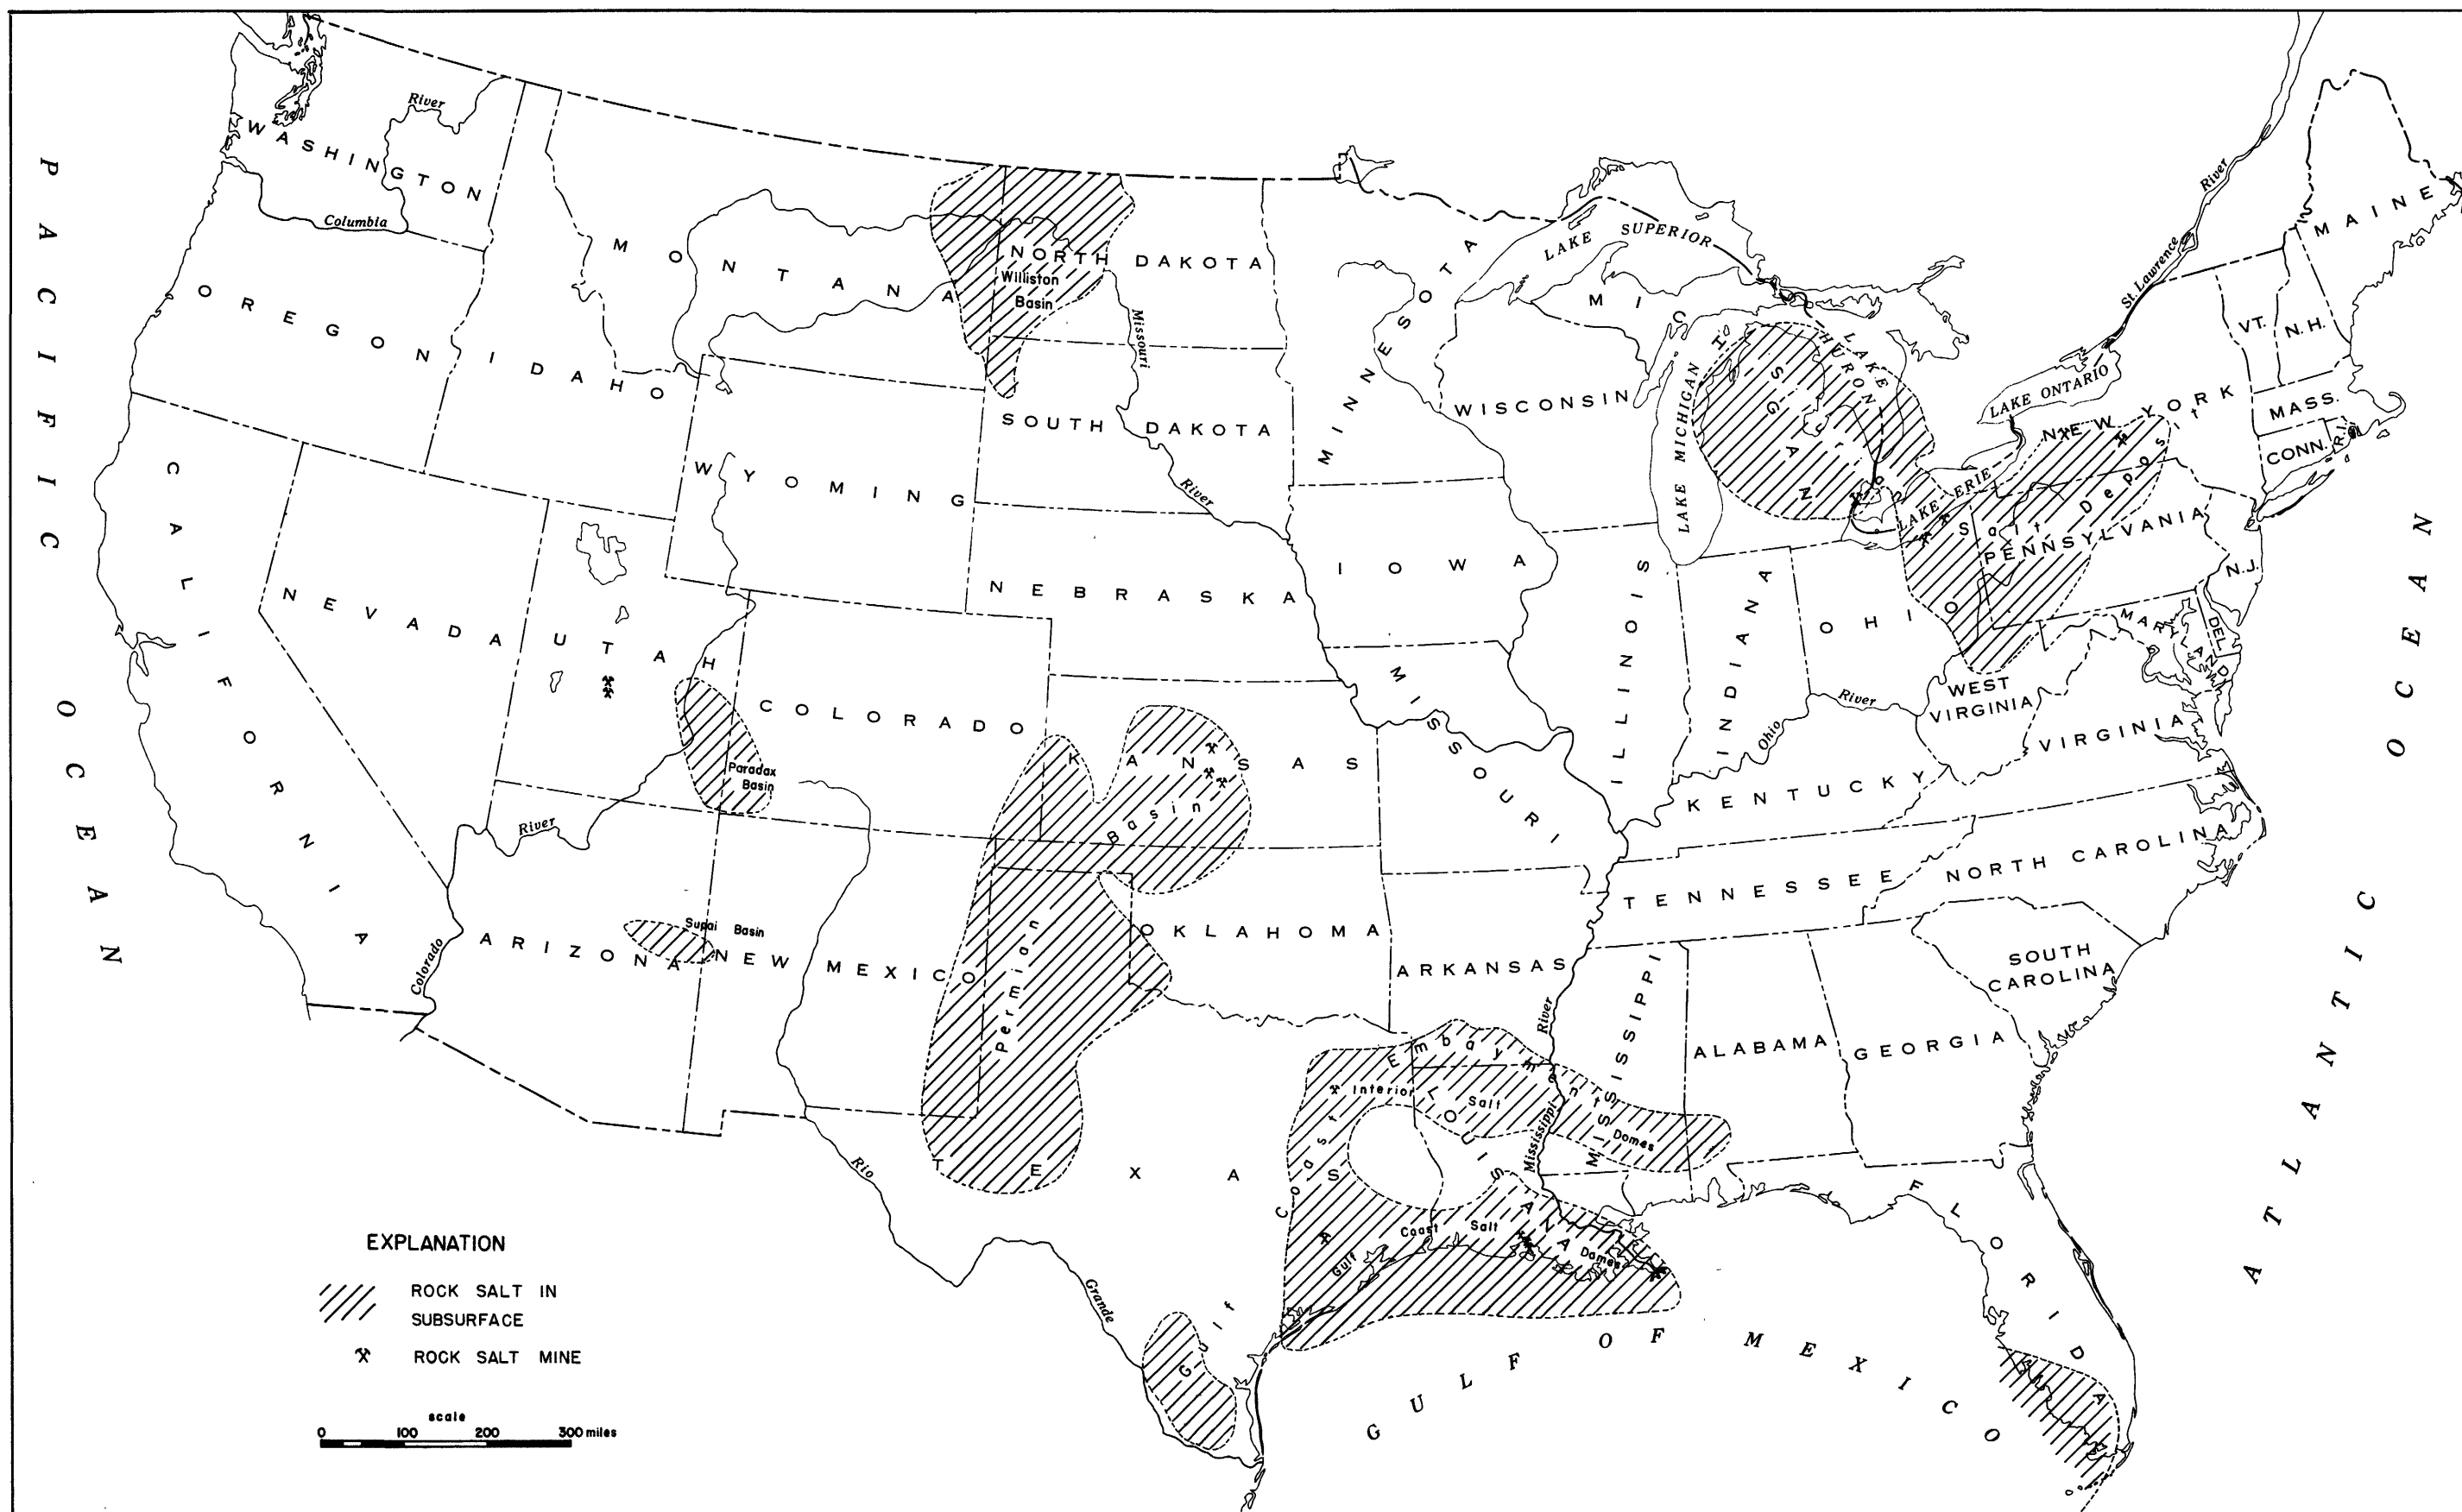 PACIFIC OCEAN
WASHINGTON
River
Columbia
OREGON
IDAHO
MONTANA
NORTH DAKOTA
Williston
Basin
Missouri
River
SOUTH DAKOTA
WYOMING
NEBRASKA
MINNESOTA
LAKE SUPERIOR
WISCONSIN
MICHIGAN
LAKE MICHIGAN
LAKE HURON
LAKE ERIE
LAKE ONTARIO
St. Lawrence
River
MAINE
VT.
N.H.
MASS.
CONN.
R.I.
NEW YORK
Salt Deposit
PENNSYLVANIA
N.J.
DEL.
MARYLAND
IOWA
ILLINOIS
INDIANA
OHIO
Ohio
River
WEST
VIRGINIA
VIRGINIA
KENTUCKY
CALIFORNIA
NEVADA
UTAH
COLORADO
Paradox
Basin
KANSAS
Permian Basin
MISSOURI
Colorado
River
ARIZONA
Supai Basin
NEW MEXICO
OKLAHOMA
ARKANSAS
TENNESSEE
NORTH CAROLINA
SOUTH
CAROLINA
MISSISSIPPI
ALABAMA
GEORGIA
Mississippi
River
Gulf Coast Embayment
Interior Salt Domes
LOUISIANA
Gulf Coast Salt Domes
TEXAS
Rio
Grande
FLORIDA
GULF OF MEXICO
ATLANTIC OCEAN
EXPLANATION
ROCK SALT IN
SUBSURFACE
ROCK SALT MINE
scale
0 100 200 300 miles